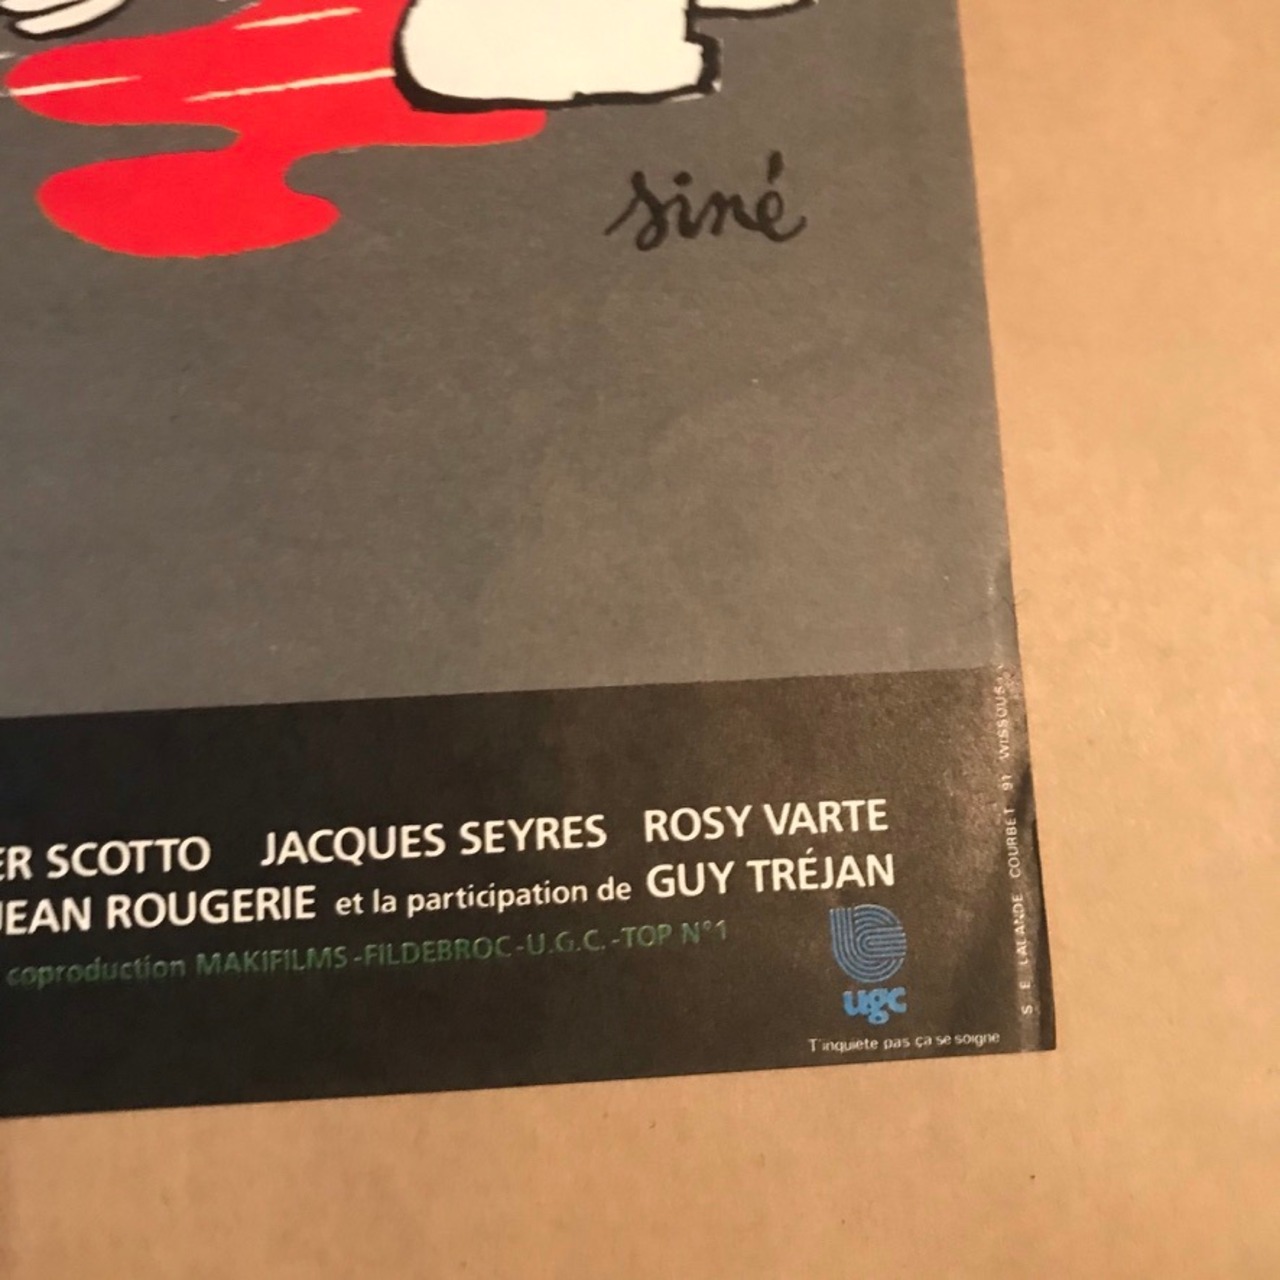 siné
ER SCOTTO JACQUES SEYRES ROSY VARTE
JEAN ROUGERIE et la participation de GUY TRÉJAN
coproduction MAKIFILMS-FILDEBROC-U.G.C.-TOP N°1
ugc
T'inquiete pas ça se soigne
S.E. LALANDE COURBET 91 WISSOUS